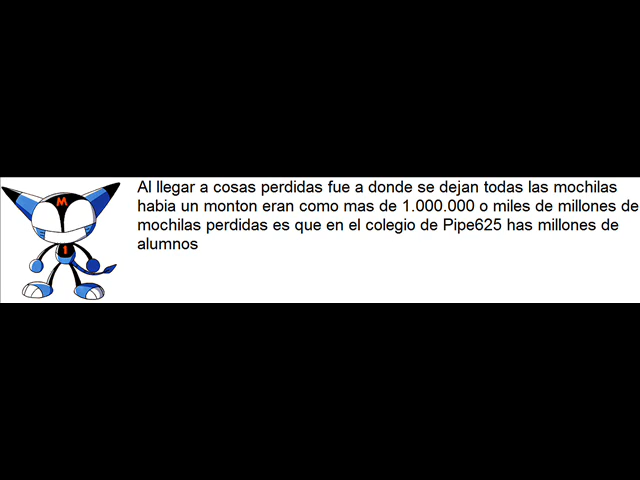 Al llegar a cosas perdidas fue a donde se dejan todas las mochilas
habia un monton eran como mas de 1.000.000 o miles de millones de
mochilas perdidas es que en el colegio de Pipe625 has millones de
alumnos
M
1